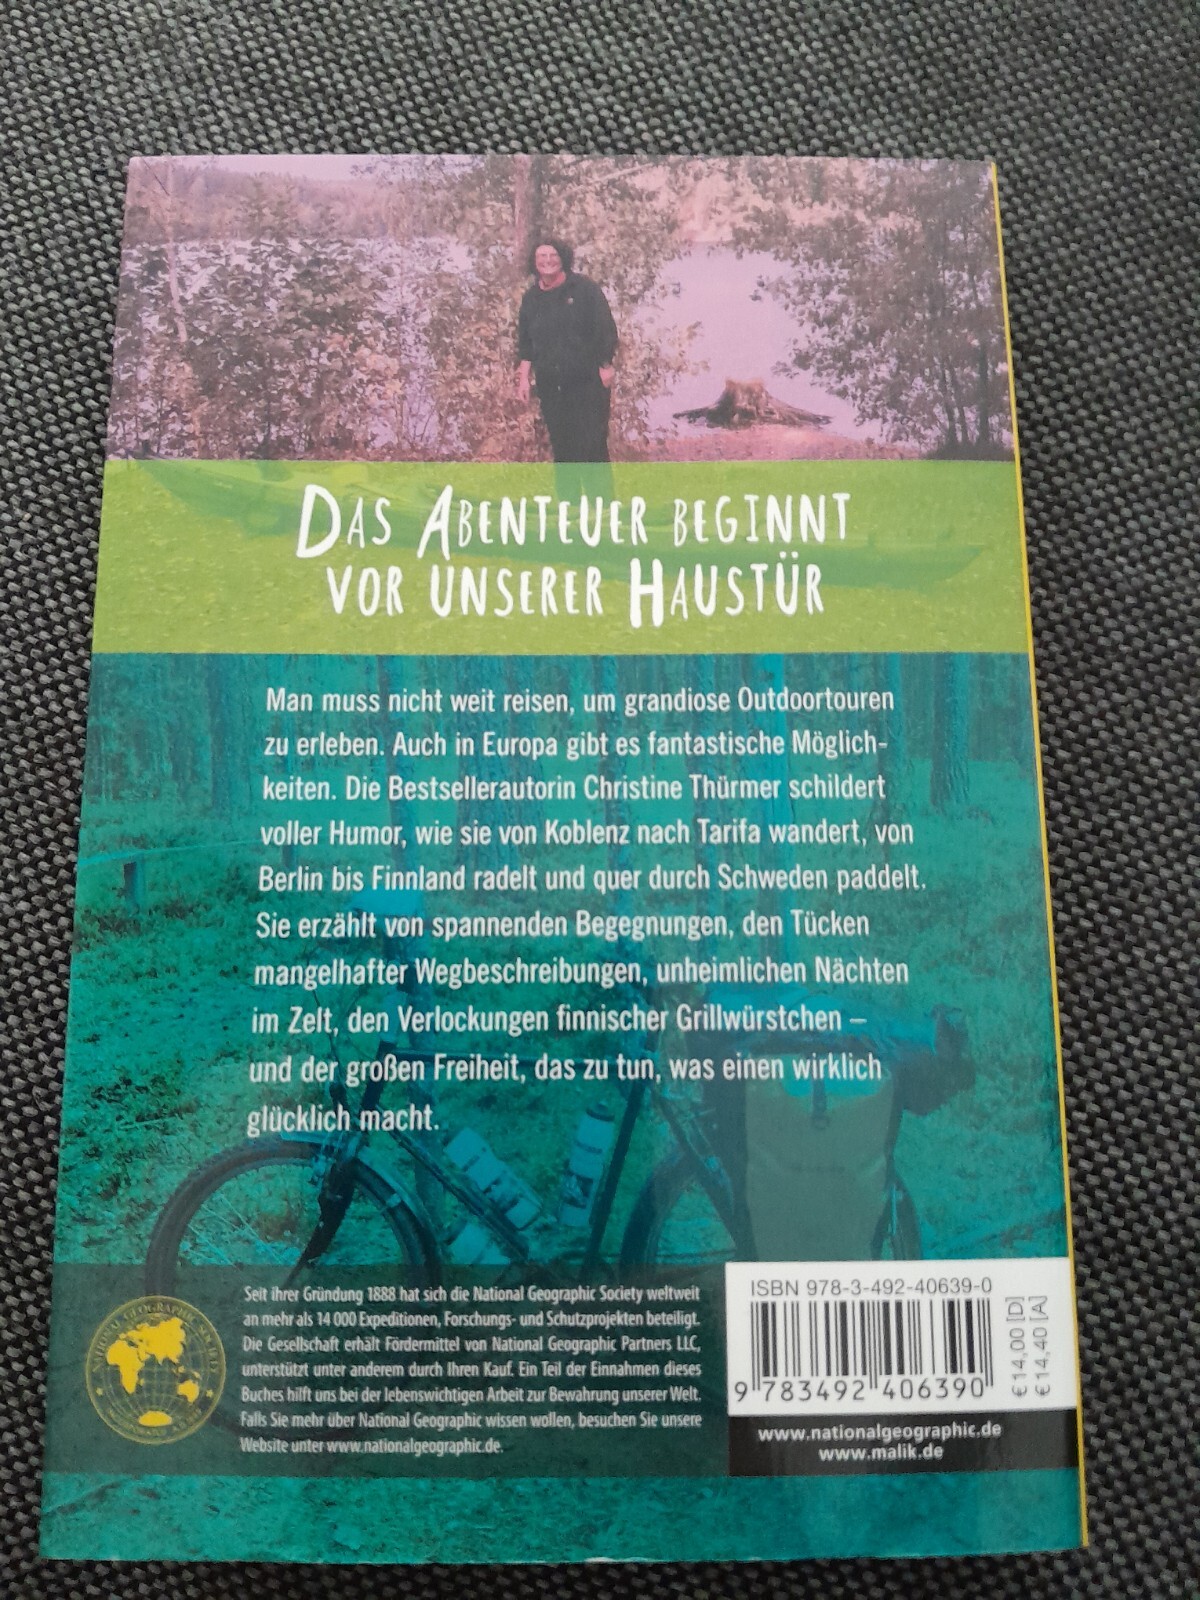 DAS ABENTEUER BEGINNT
VOR UNSERER HAUSTÜR
Man muss nicht weit reisen, um grandiose Outdoortouren
zu erleben. Auch in Europa gibt es fantastische Möglich-
keiten. Die Bestsellerautorin Christine Thürmer schildert
voller Humor, wie sie von Koblenz nach Tarifa wandert, von
Berlin bis Finnland radelt und quer durch Schweden paddelt.
Sie erzählt von spannenden Begegnungen, den Tücken
mangelhafter Wegbeschreibungen, unheimlichen Nächten
im Zelt, den Verlockungen finnischer Grillwürstchen –
und der großen Freiheit, das zu tun, was einen wirklich
glücklich macht.
NATIONAL GEOGRAPHIC SOCIETY
Seit ihrer Gründung 1888 hat sich die National Geographic Society weltweit
an mehr als 14 000 Expeditionen, Forschungs- und Schutzprojekten beteiligt.
Die Gesellschaft erhält Fördermittel von National Geographic Partners LLC,
unterstützt unter anderem durch Ihren Kauf. Ein Teil der Einnahmen dieses
Buches hilft uns bei der lebenswichtigen Arbeit zur Bewahrung unserer Welt.
Falls Sie mehr über National Geographic wissen wollen, besuchen Sie unsere
Website unter www.nationalgeographic.de.
ISBN 978-3-492-40639-0
9 783492 406390
€ 14,00 [D]
€ 14,40 [A]
www.nationalgeographic.de
www.malik.de